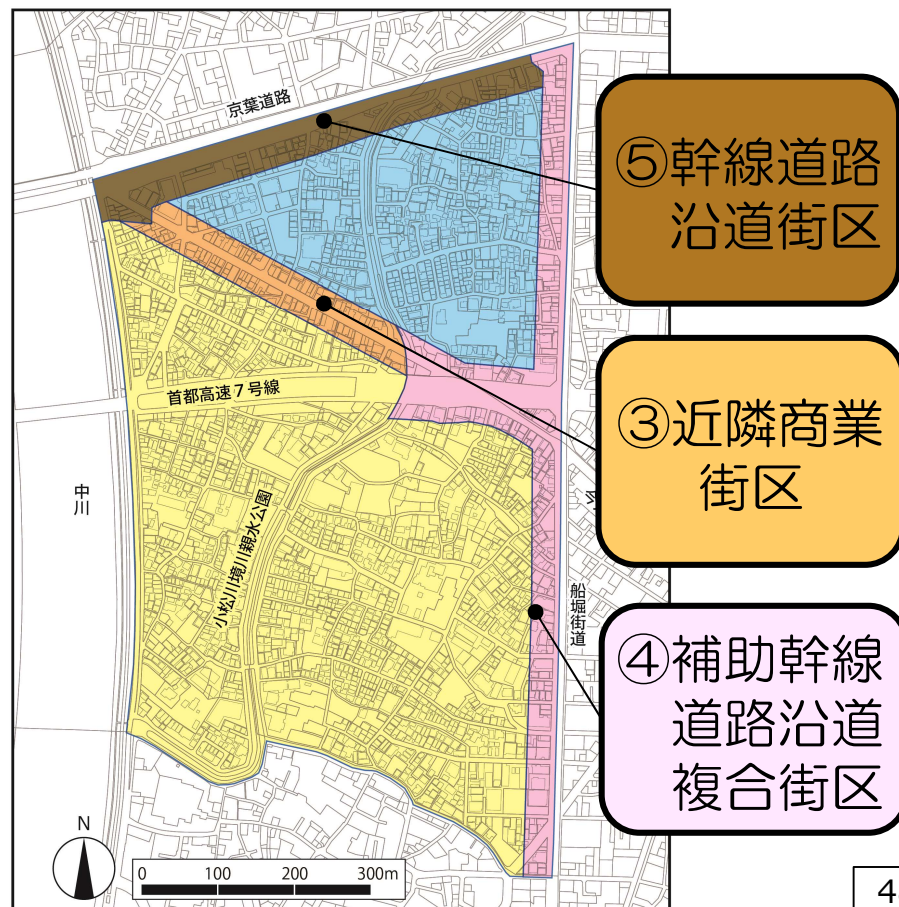 京葉道路
⑤幹線道路
沿道街区
首都高速7号線
③近隣商業
街区
中川
小松川境川親水公園
船堀街道
④補助幹線
道路沿道
複合街区
N
0 100 200 300m